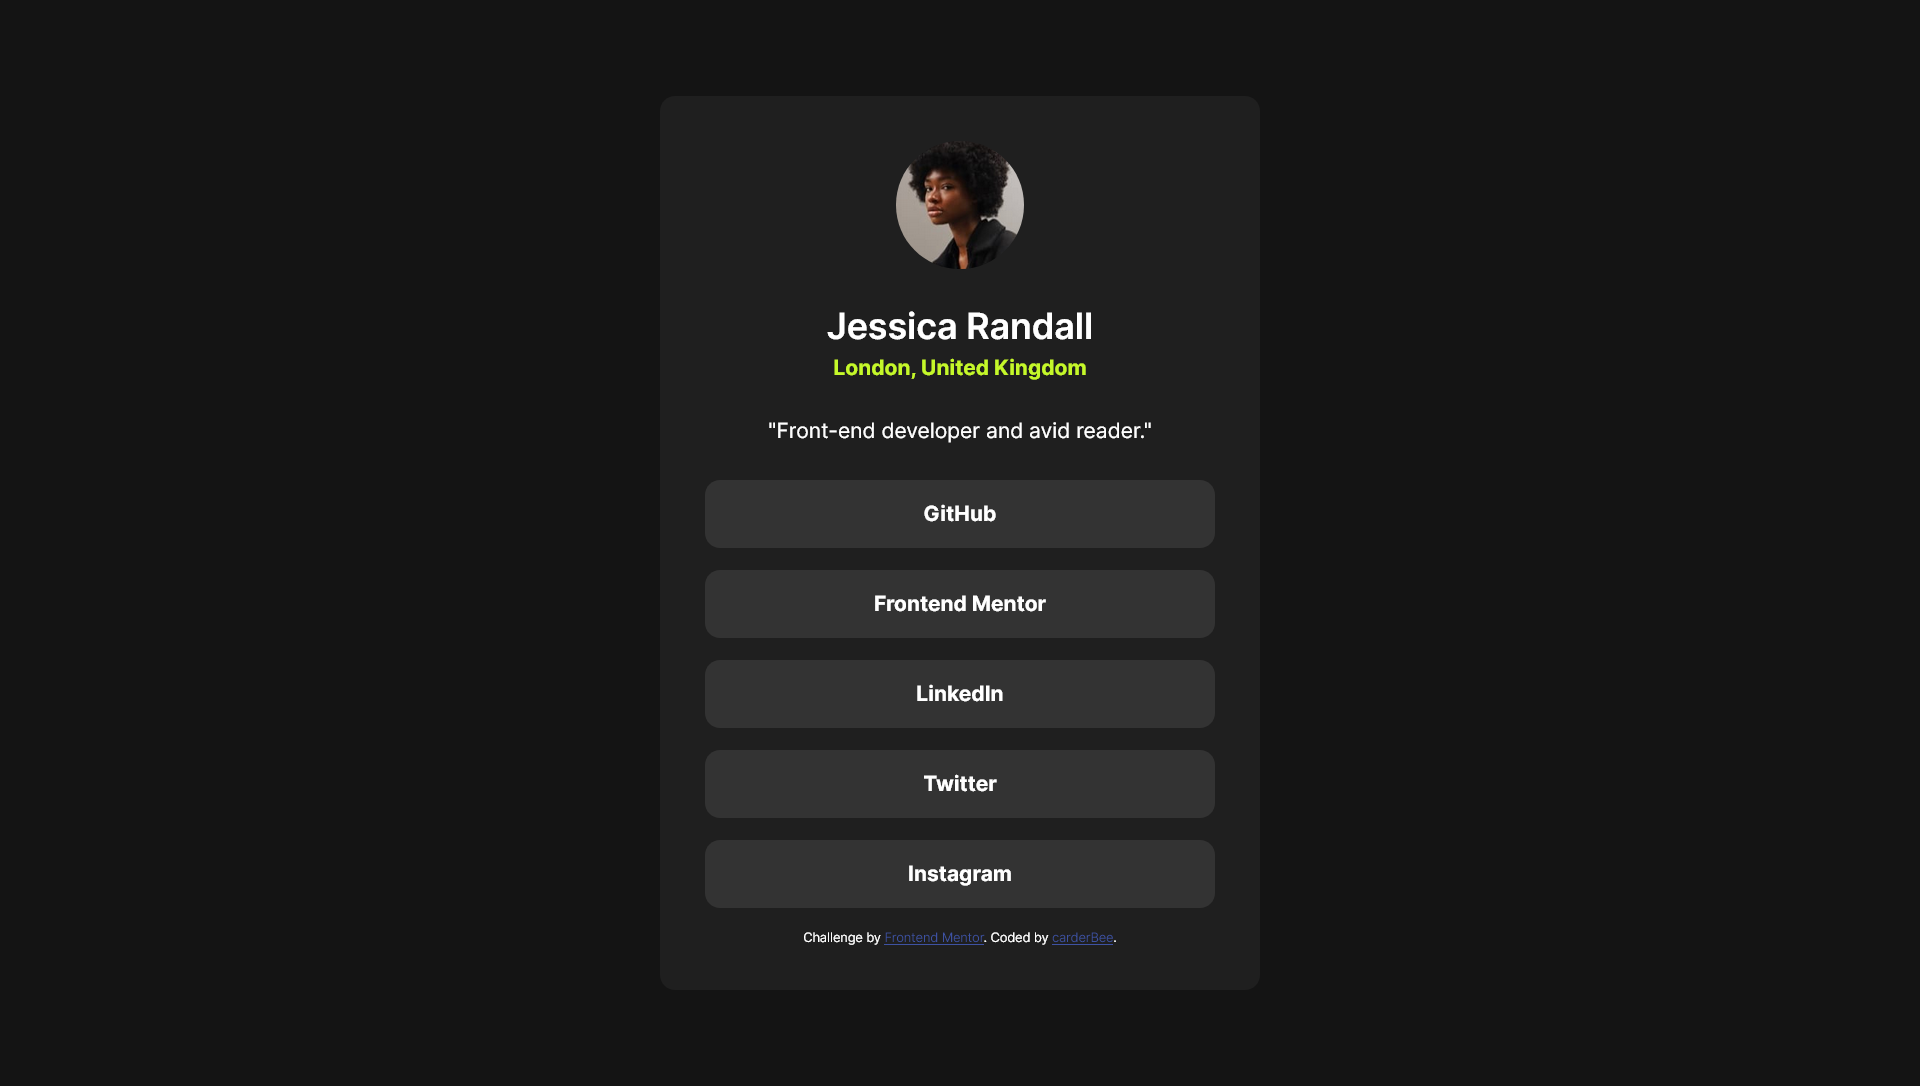 Jessica Randall
London, United Kingdom
"Front-end developer and avid reader."
GitHub
Frontend Mentor
LinkedIn
Twitter
Instagram
Challenge by Frontend Mentor. Coded by carderBee.